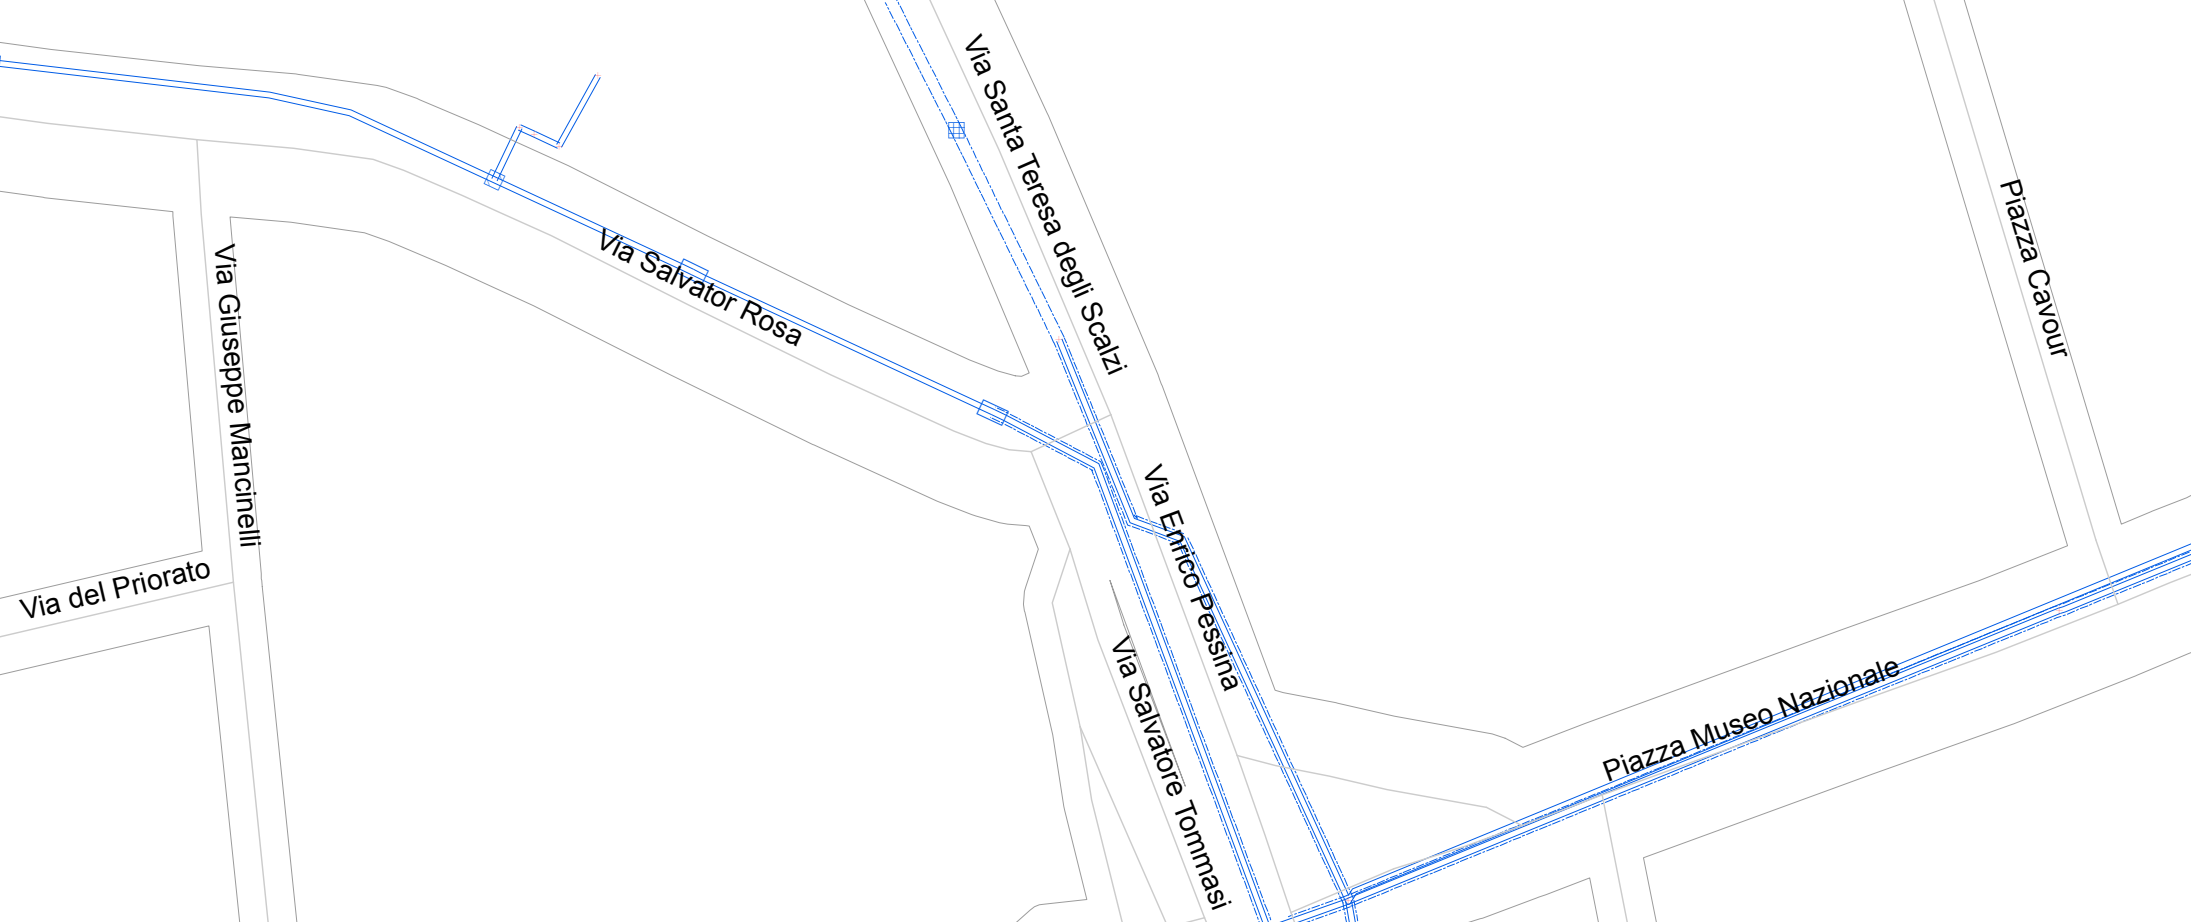 Via Santa Teresa degli Scalzi
Piazza Cavour
Via Salvator Rosa
Via Giuseppe Mancinelli
Via Enrico Pessina
Via del Priorato
Via Salvatore Tommasi
Piazza Museo Nazionale